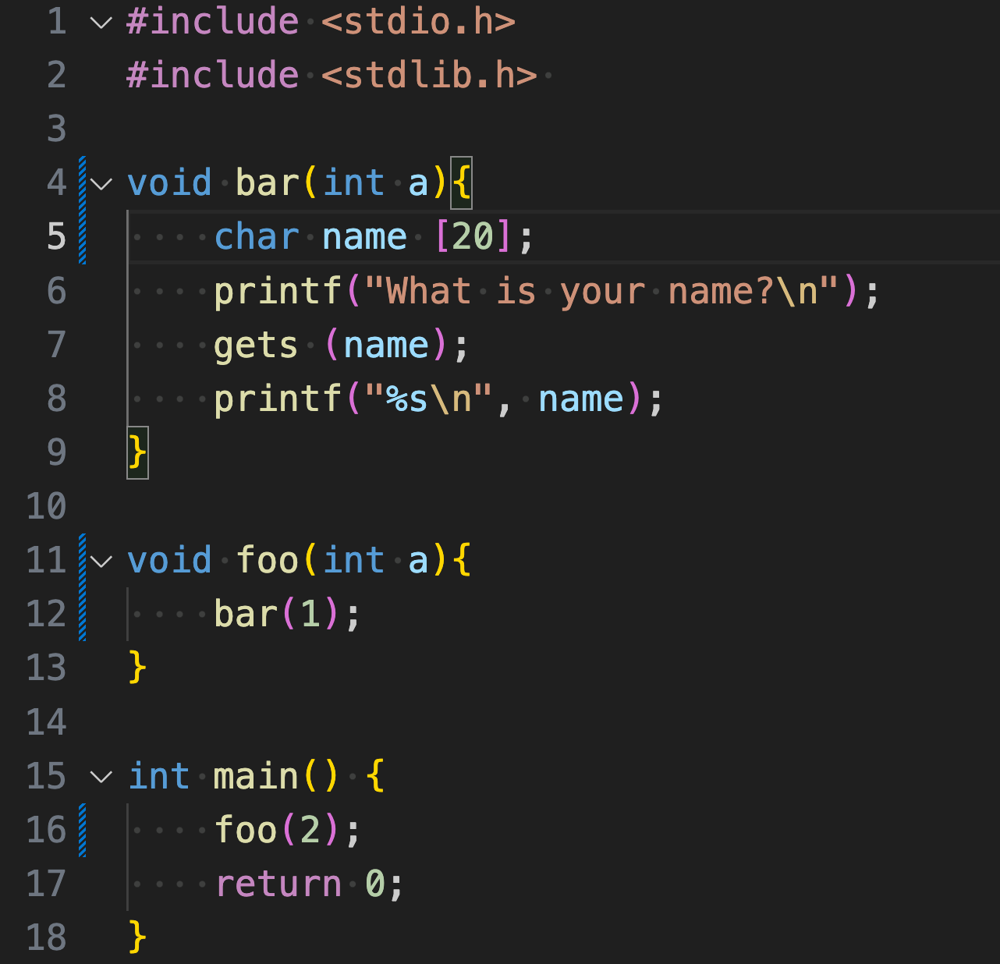 1 #include <stdio.h>
2 #include <stdlib.h>
3
4 void bar(int a){
5     char name [20];
6     printf("What is your name?\n");
7     gets (name);
8     printf("%s\n", name);
9 }
10
11 void foo(int a){
12     bar(1);
13 }
14
15 int main() {
16     foo(2);
17     return 0;
18 }